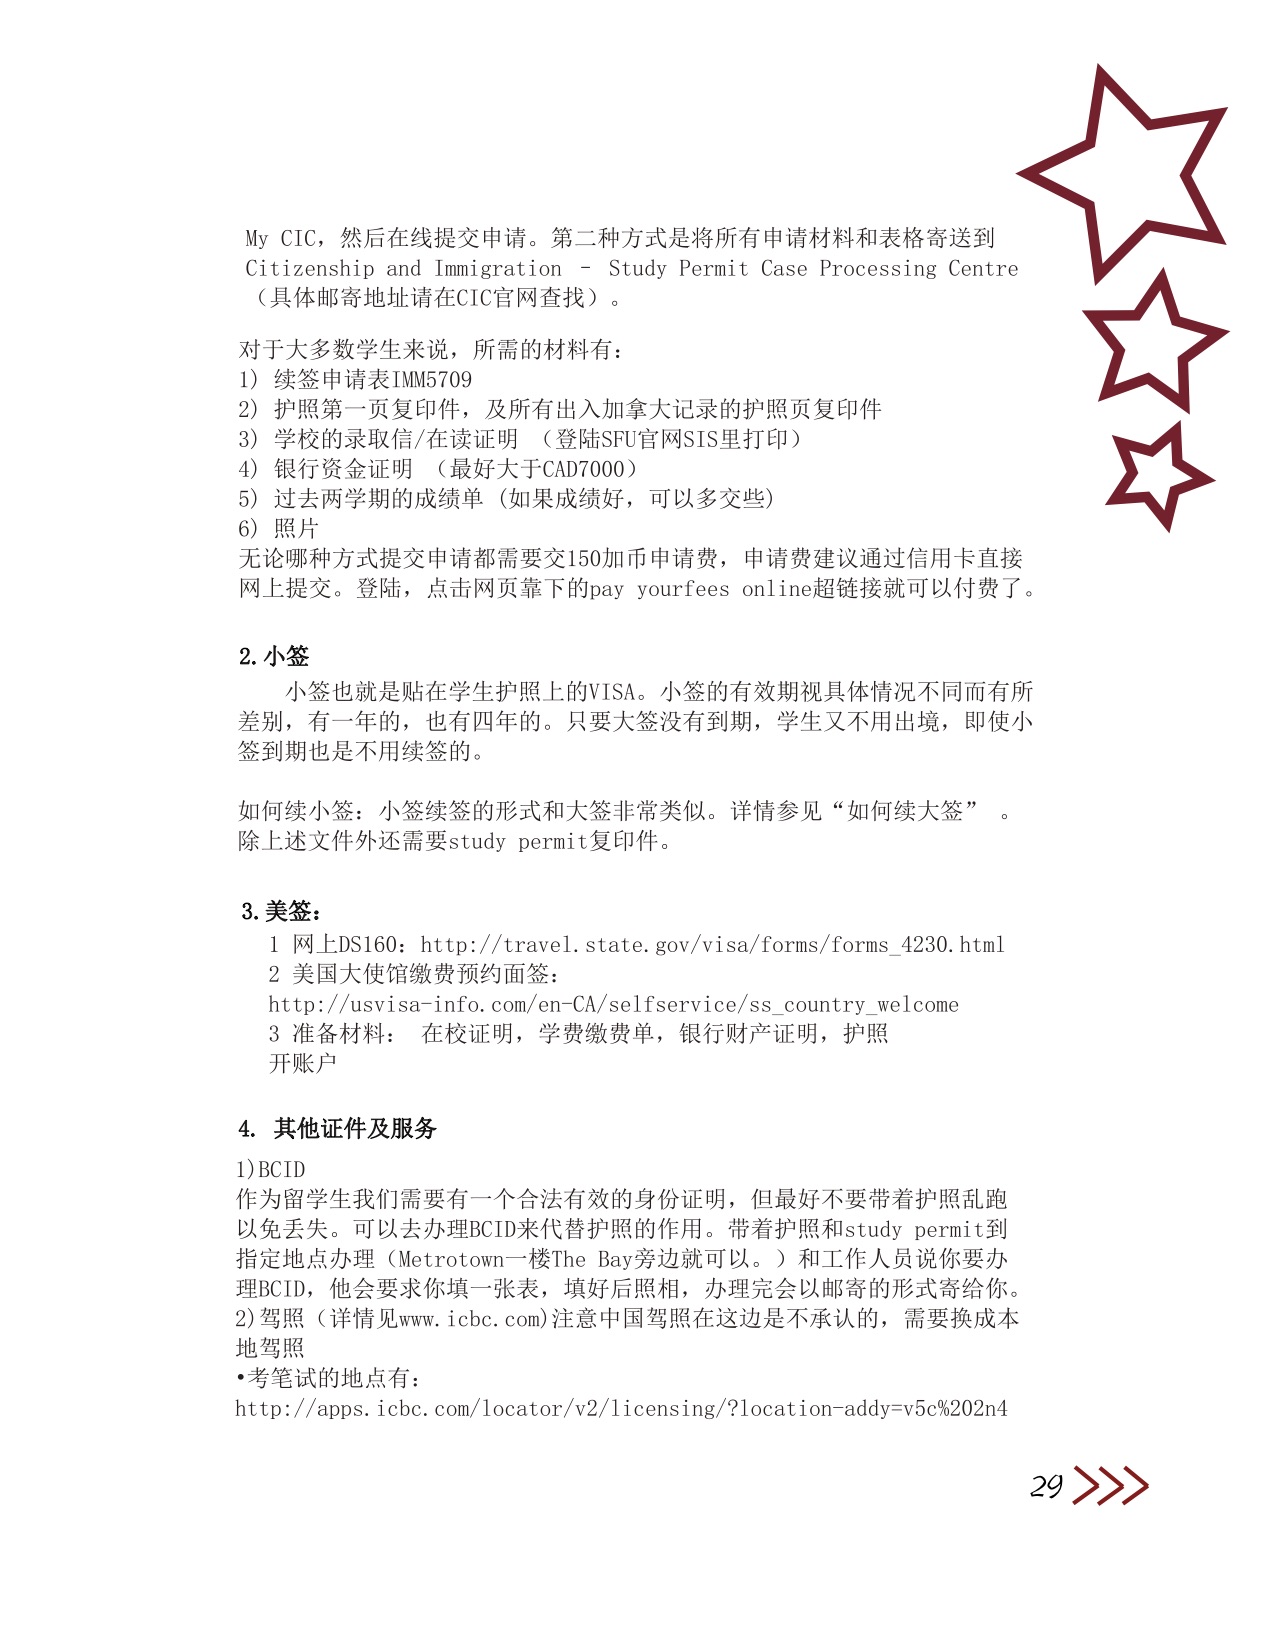 My CIC，然后在线提交申请。第二种方式是将所有申请材料和表格寄送到
Citizenship and Immigration – Study Permit Case Processing Centre
（具体邮寄地址请在CIC官网查找）。
对于大多数学生来说，所需的材料有：
1) 续签申请表IMM5709
2) 护照第一页复印件，及所有出入加拿大记录的护照页复印件
3) 学校的录取信/在读证明 （登陆SFU官网SIS里打印）
4) 银行资金证明 （最好大于CAD7000）
5) 过去两学期的成绩单（如果成绩好，可以多交些）
6) 照片
无论哪种方式提交申请都需要交150加币申请费，申请费建议通过信用卡直接
网上提交。登陆，点击网页靠下的pay yourfees online超链接就可以付费了。
2.小签
小签也就是贴在学生护照上的VISA。小签的有效期视具体情况不同而有所
差别，有一年的，也有四年的。只要大签没有到期，学生又不用出境，即使小
签到期也是不用续签的。
如何续小签：小签续签的形式和大签非常类似。详情参见“如何续大签” 。
除上述文件外还需要study permit复印件。
3.美签：
1 网上DS160：http://travel.state.gov/visa/forms/forms_4230.html
2 美国大使馆缴费预约面签：
http://usvisa-info.com/en-CA/selfservice/ss_country_welcome
3 准备材料： 在校证明，学费缴费单，银行财产证明，护照
开账户
4. 其他证件及服务
1)BCID
作为留学生我们需要有一个合法有效的身份证明，但最好不要带着护照乱跑
以免丢失。可以去办理BCID来代替护照的作用。带着护照和study permit到
指定地点办理（Metrotown一楼The Bay旁边就可以。）和工作人员说你要办
理BCID，他会要求你填一张表，填好后照相，办理完会以邮寄的形式寄给你。
2)驾照（详情见www.icbc.com)注意中国驾照在这边是不承认的，需要换成本
地驾照
•考笔试的地点有：
http://apps.icbc.com/locator/v2/licensing/?location-addy=v5c%202n4
29